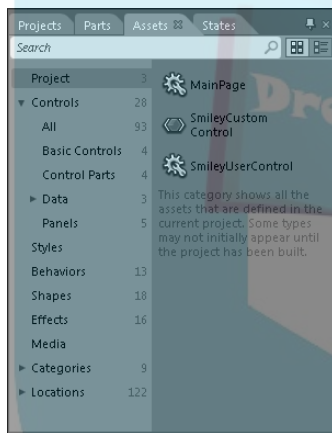 Projects Parts Assets States
Search
Project 3
Controls 28
All 93
Basic Controls 4
Control Parts 4
Data 3
Panels 5
Styles
Behaviors 13
Shapes 18
Effects 16
Media
Categories 9
Locations 122
MainPage
SmileyCustom
Control
SmileyUserControl
This category shows all the
assets that are defined in the
current project. Some types
may not initially appear until
the project has been built.
Dro